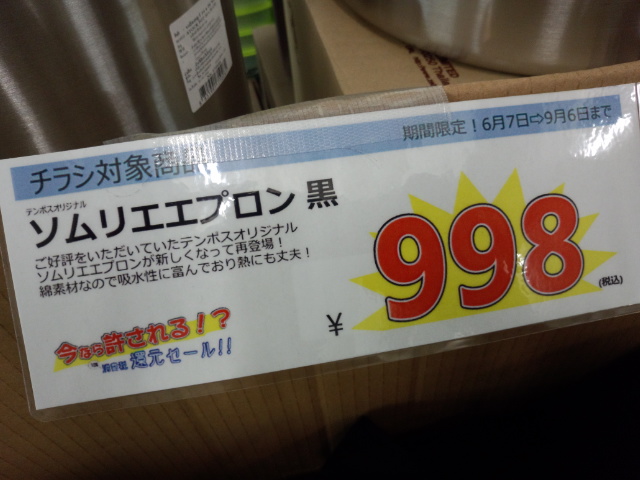 チラシ対象商品
期間限定！6月7日⇨9月6日まで
テンポスオリジナル
ソムリエエプロン 黒
ご好評をいただいていたテンポスオリジナル
ソムリエエプロンが新しくなって再登場！
綿素材なので吸水性に富んでおり熱にも丈夫！
¥ 998 (税込)
今なら許される！？
還元セール!!